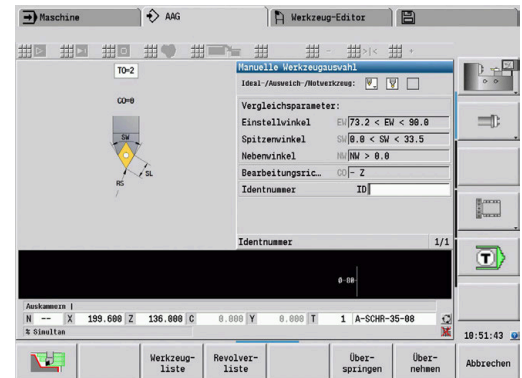 Maschine
AAG
Werkzeug-Editor
Manuelle Werkzeugauswahl
TO=2
Ideal-/Ausweich-/Notwerkzeug:
CO=0
Vergleichsparameter:
Einstellwinkel EW 73.2 < EW < 90.0
SW
Spitzenwinkel SW 0.0 < SW < 33.5
Nebenwinkel NW NW > 0.0
SL
RS
Bearbeitungsric… CO - Z
Identnummer ID
Identnummer 1/1
Auskammern |
N -- X 199.600 Z 136.000 C 0.000 Y 0.000 T 1 A-SCHR-35-08
% Simultan
10:51:43
Werkzeug-
liste
Revolver-
liste
Über-
springen
Über-
nehmen
Abbrechen
T